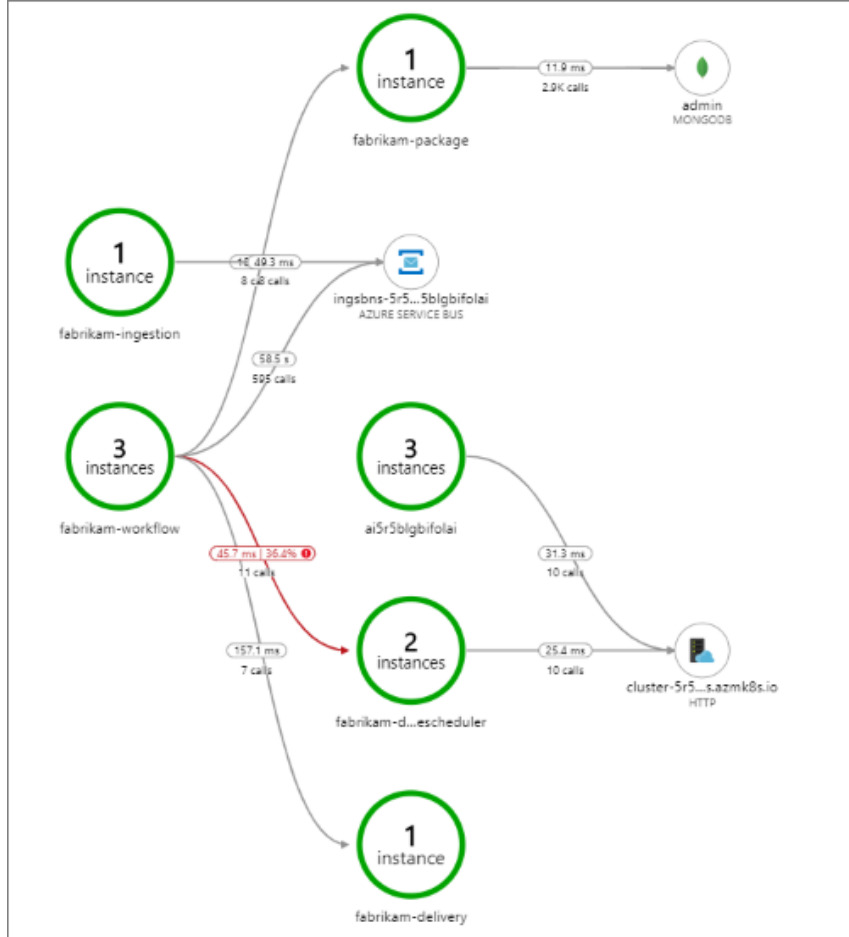 1
instance
fabrikam-package
11.9 ms
2.9K calls
admin
MONGODB
1
instance
fabrikam-ingestion
49.3 ms
8 calls
ingsbns-5r5...5blgbifolai
AZURE SERVICE BUS
58.5 s
595 calls
3
instances
fabrikam-workflow
3
instances
ai5r5blgbifolai
45.7 ms | 36.4%
11 calls
31.3 ms
10 calls
2
instances
fabrikam-d...escheduler
157.1 ms
7 calls
25.4 ms
10 calls
cluster-5r5...s.azmk8s.io
HTTP
1
instance
fabrikam-delivery